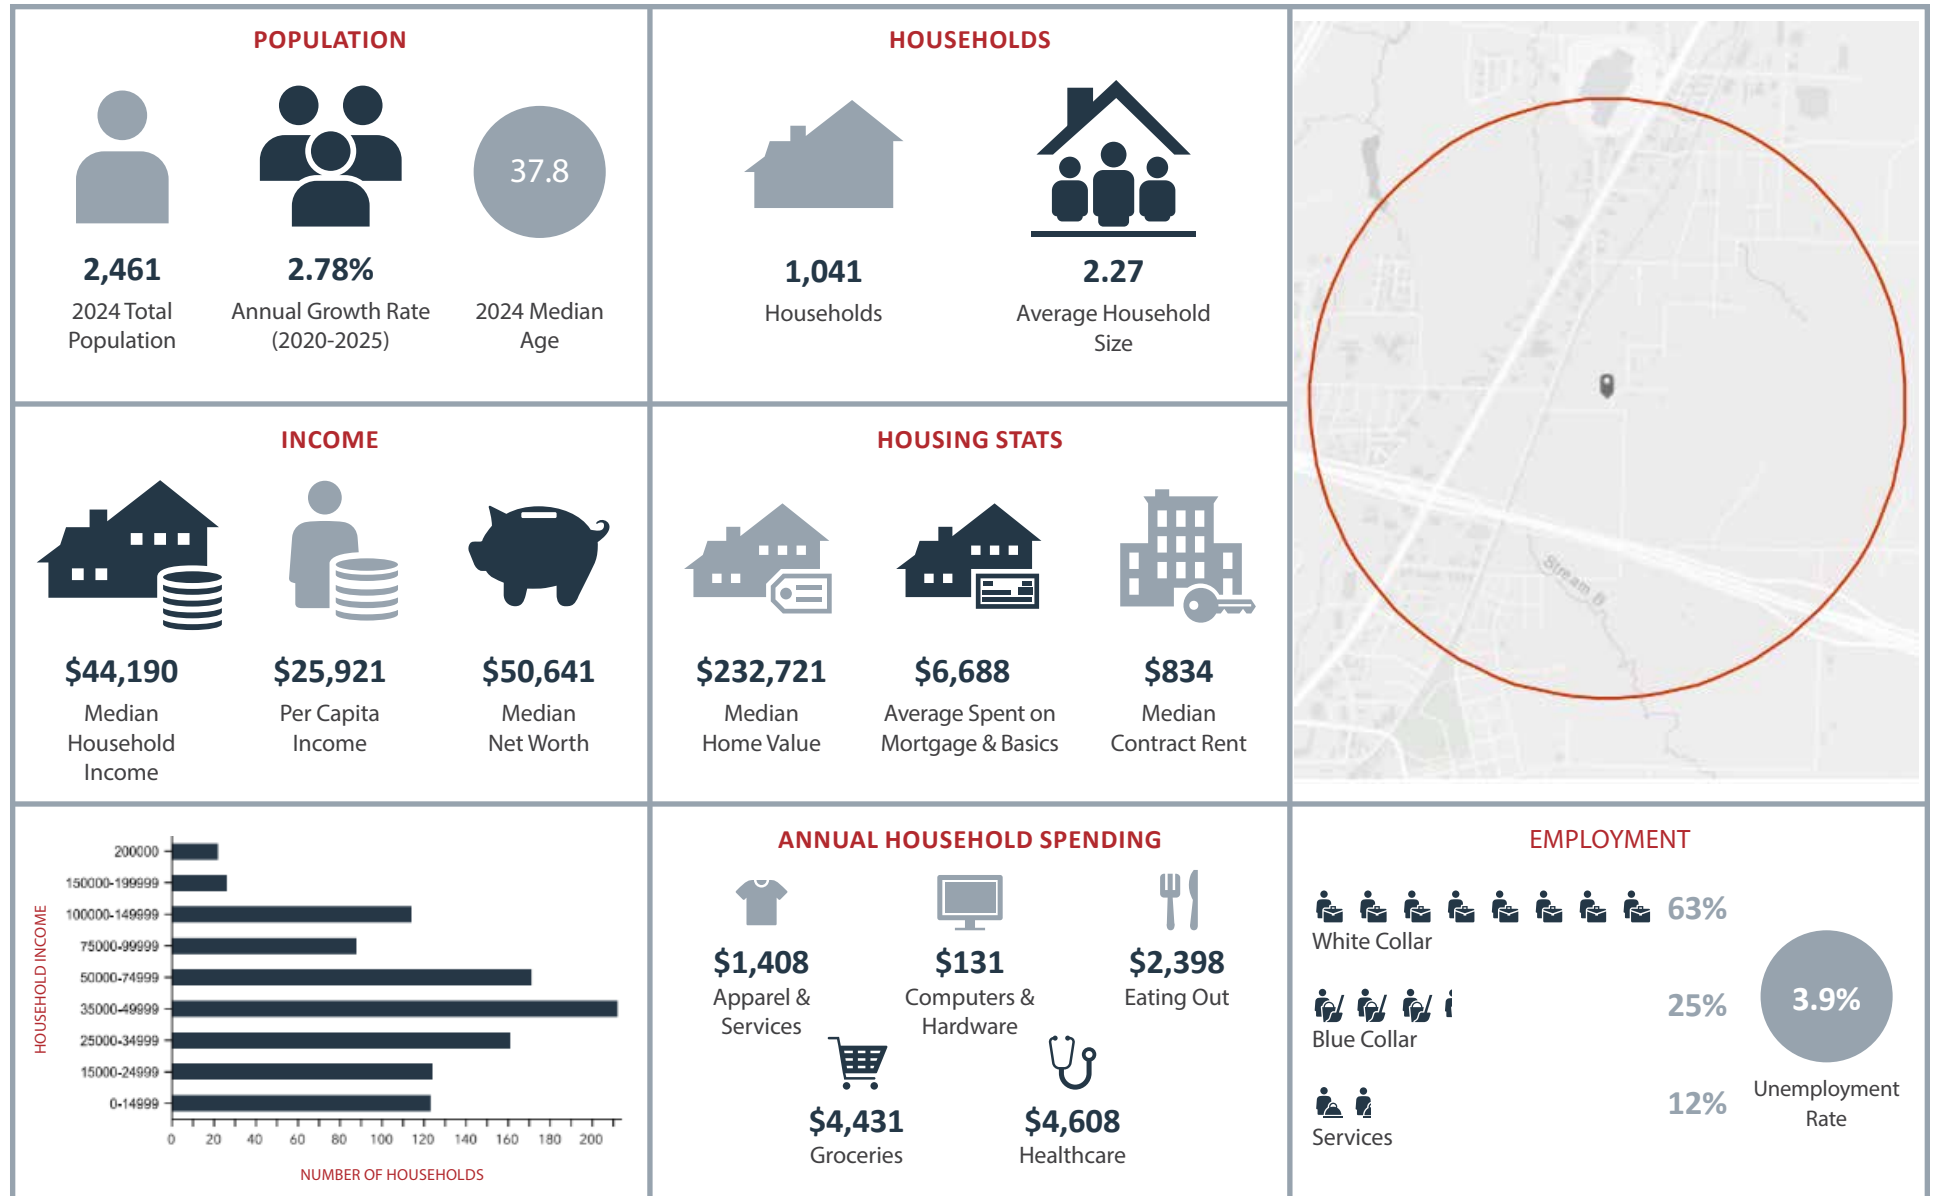 POPULATION
37.8
2,461
2024 Total
Population
2.78%
Annual Growth Rate
(2020-2025)
2024 Median
Age
HOUSEHOLDS
1,041
Households
2.27
Average Household
Size
Stream B
INCOME
$44,190
Median
Household
Income
$25,921
Per Capita
Income
$50,641
Median
Net Worth
HOUSING STATS
$232,721
Median
Home Value
$6,688
Average Spent on
Mortgage & Basics
$834
Median
Contract Rent
HOUSEHOLD INCOME
200000
150000-199999
100000-149999
75000-99999
50000-74999
35000-49999
25000-34999
15000-24999
0-14999
0 20 40 60 80 100 120 140 160 180 200
NUMBER OF HOUSEHOLDS
ANNUAL HOUSEHOLD SPENDING
$1,408
Apparel &
Services
$131
Computers &
Hardware
$2,398
Eating Out
$4,431
Groceries
$4,608
Healthcare
EMPLOYMENT
63%
White Collar
25%
Blue Collar
12%
Services
3.9%
Unemployment
Rate